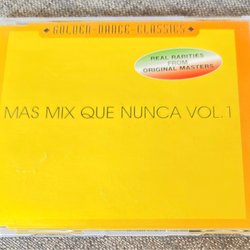 GOLDEN-DANCE-CLASSICS
REAL RARITIES
FROM
ORIGINAL MASTERS
MAS MIX QUE NUNCA VOL.1